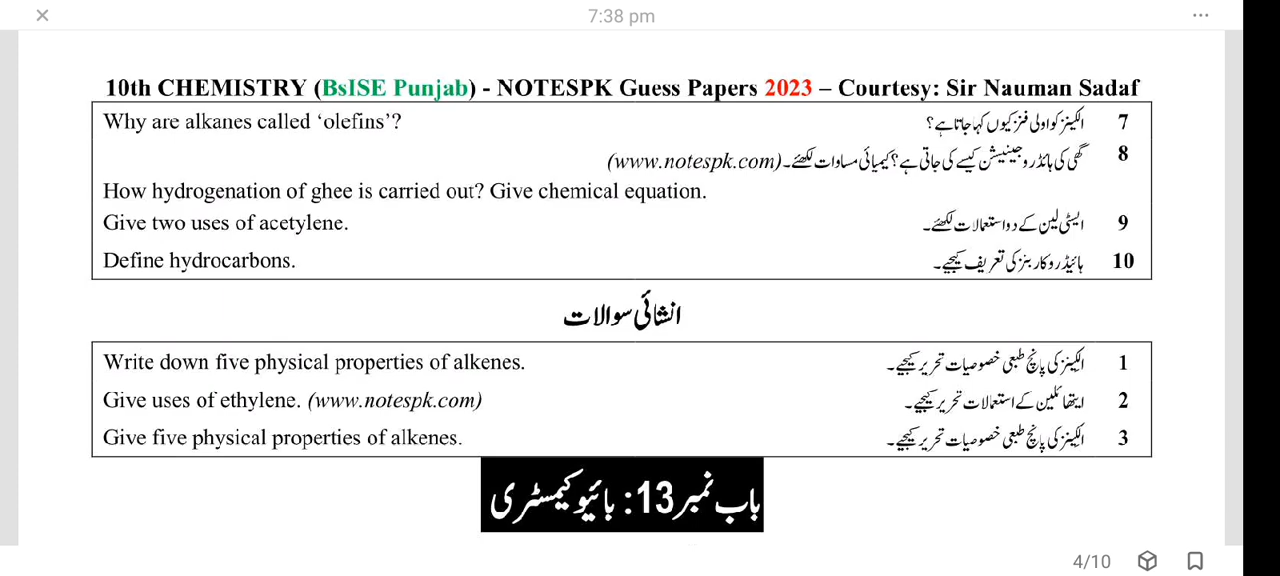 7:38 pm
10th CHEMISTRY (BsISE Punjab) - NOTESPK Guess Papers 2023 – Courtesy: Sir Nauman Sadaf
Why are alkanes called ‘olefins’? الکینز کو اولی فنز کیوں کہا جاتا ہے؟ 7
گھی کی ہائڈروجینیشن کیسے کی جاتی ہے؟ کیمیائی مساوات لکھئے۔ (www.notespk.com) 8
How hydrogenation of ghee is carried out? Give chemical equation.
Give two uses of acetylene. ایسٹی لین کے دو استعمالات لکھئے۔ 9
Define hydrocarbons. ہائیڈروکاربنز کی تعریف کیجیے۔ 10
انشائی سوالات
Write down five physical properties of alkenes. الکینز کی پانچ طبعی خصوصیات تحریر کیجیے۔ 1
Give uses of ethylene. (www.notespk.com) ایتھائلین کے استعمالات تحریر کیجیے۔ 2
Give five physical properties of alkenes. الکینز کی پانچ طبعی خصوصیات تحریر کیجیے۔ 3
باب نمبر 13: بائیو کیمسٹری
4/10